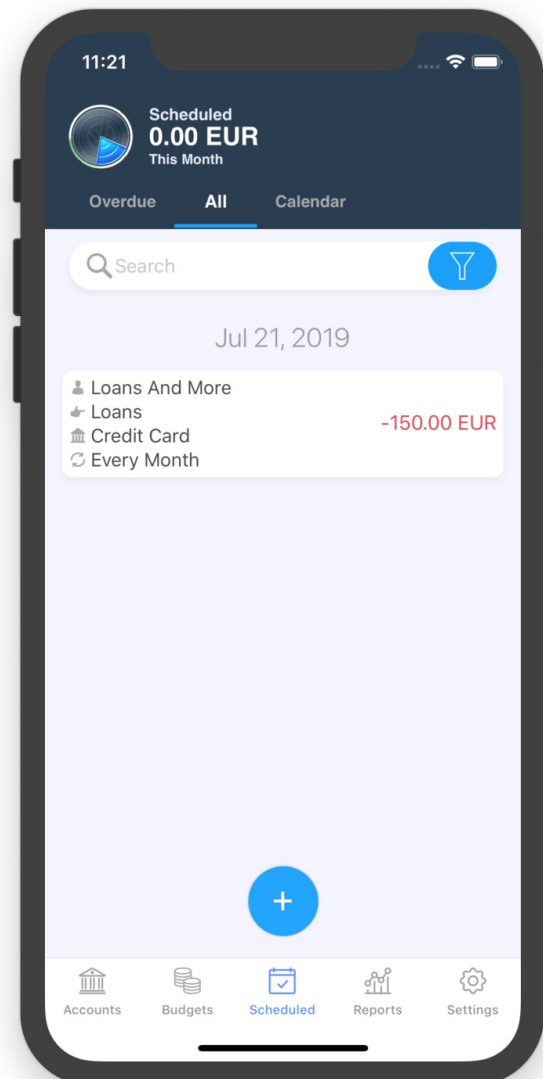 11:21
Scheduled
0.00 EUR
This Month
Overdue All Calendar
Search
Jul 21, 2019
Loans And More
Loans
Credit Card
Every Month
-150.00 EUR
+
Accounts Budgets Scheduled Reports Settings